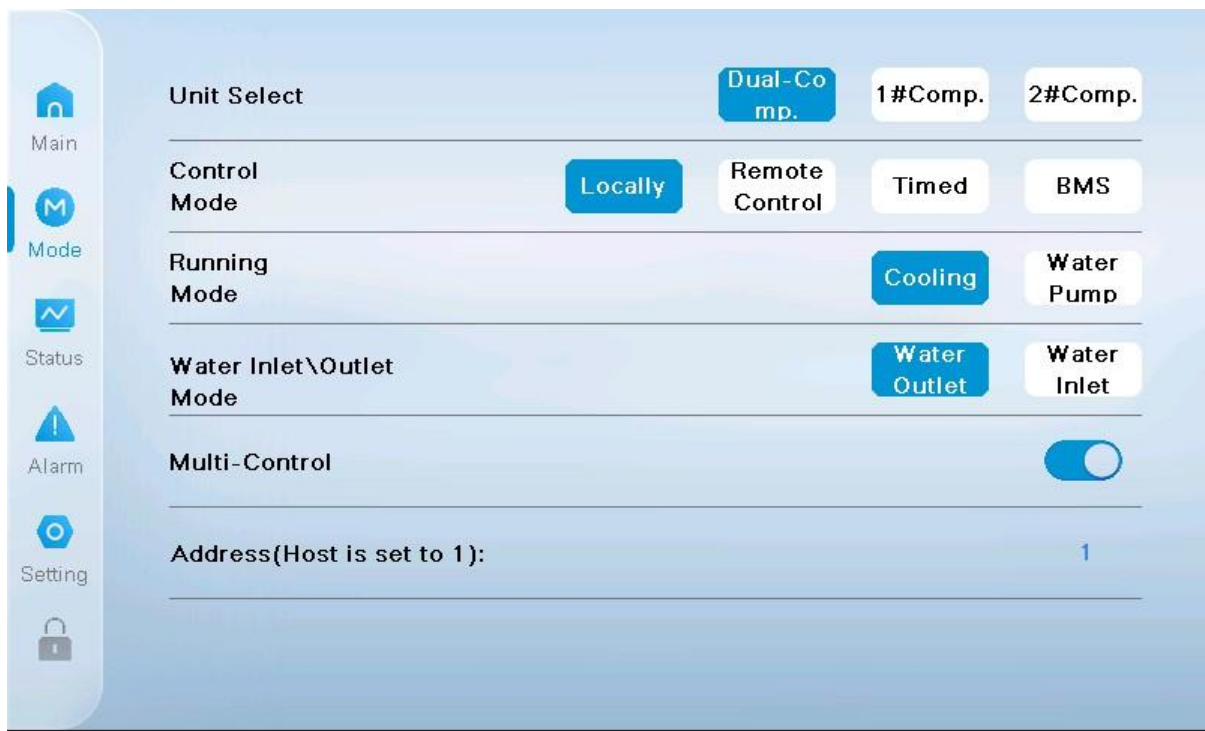 Main
Mode
Status
Alarm
Setting
Unit Select
Dual-Co
mp.
1#Comp.
2#Comp.
Control
Mode
Locally
Remote
Control
Timed
BMS
Running
Mode
Cooling
Water
Pump
Water Inlet\Outlet
Mode
Water
Outlet
Water
Inlet
Multi-Control
Address(Host is set to 1):
1